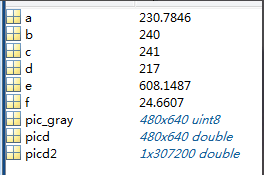 a 230.7846
b 240
c 241
d 217
e 608.1487
f 24.6607
pic_gray 480x640 uint8
picd 480x640 double
picd2 1x307200 double